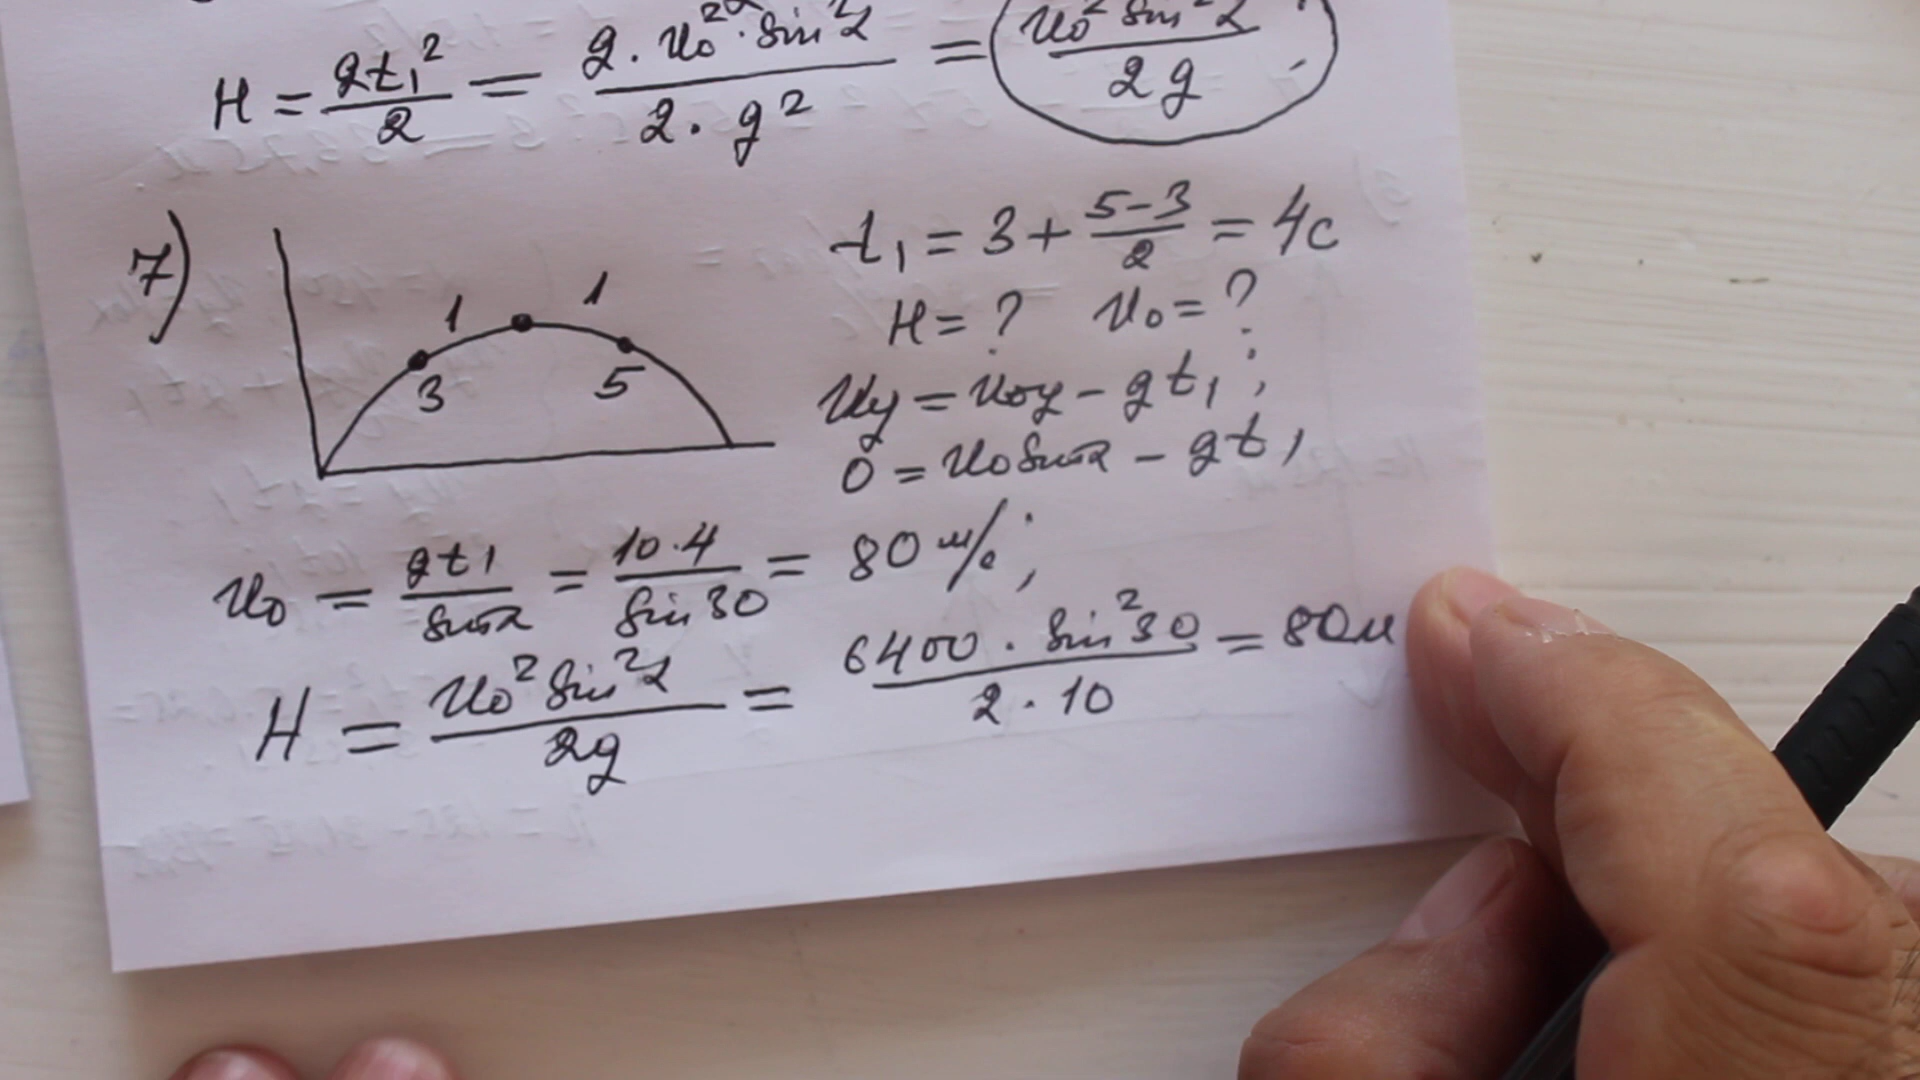 H = gt₁²/2 = g·υ₀²·sin²α/2·g² = υ₀² sin²α/2g
7)
1 1
3 5
t₁ = 3 + 5-3/2 = 4c
H = ? υ₀ = ?
υy = υ₀y - gt₁;
0 = υ₀ sinα - gt₁
υ₀ = gt₁/sinα = 10·4/sin30 = 80 м/с;
H = υ₀² sin²α/2g = 6400·sin²30/2·10 = 80м